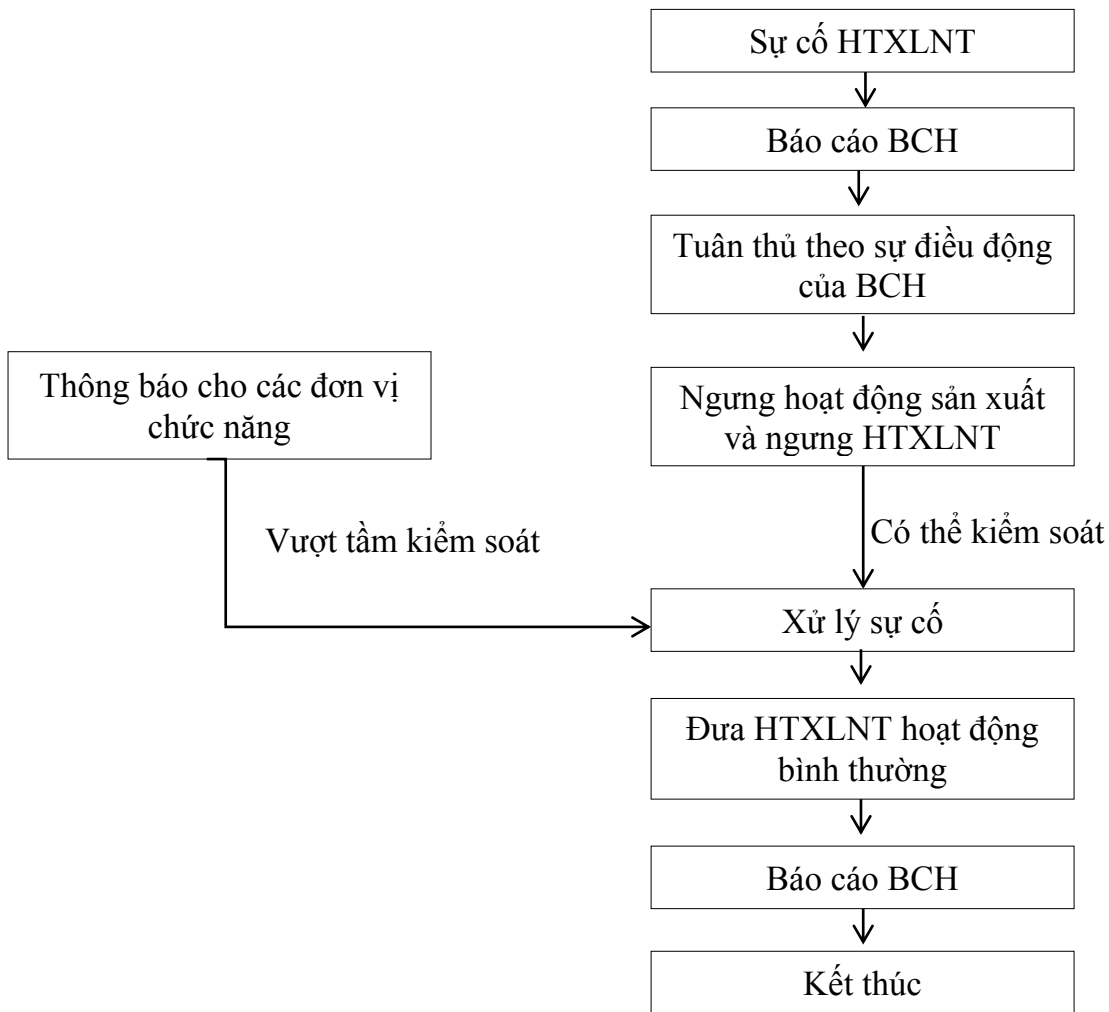 Sự cố HTXLNT
Báo cáo BCH
Tuân thủ theo sự điều động
của BCH
Thông báo cho các đơn vị
chức năng
Ngưng hoạt động sản xuất
và ngưng HTXLNT
Vượt tầm kiểm soát
Có thể kiểm soát
Xử lý sự cố
Đưa HTXLNT hoạt động
bình thường
Báo cáo BCH
Kết thúc